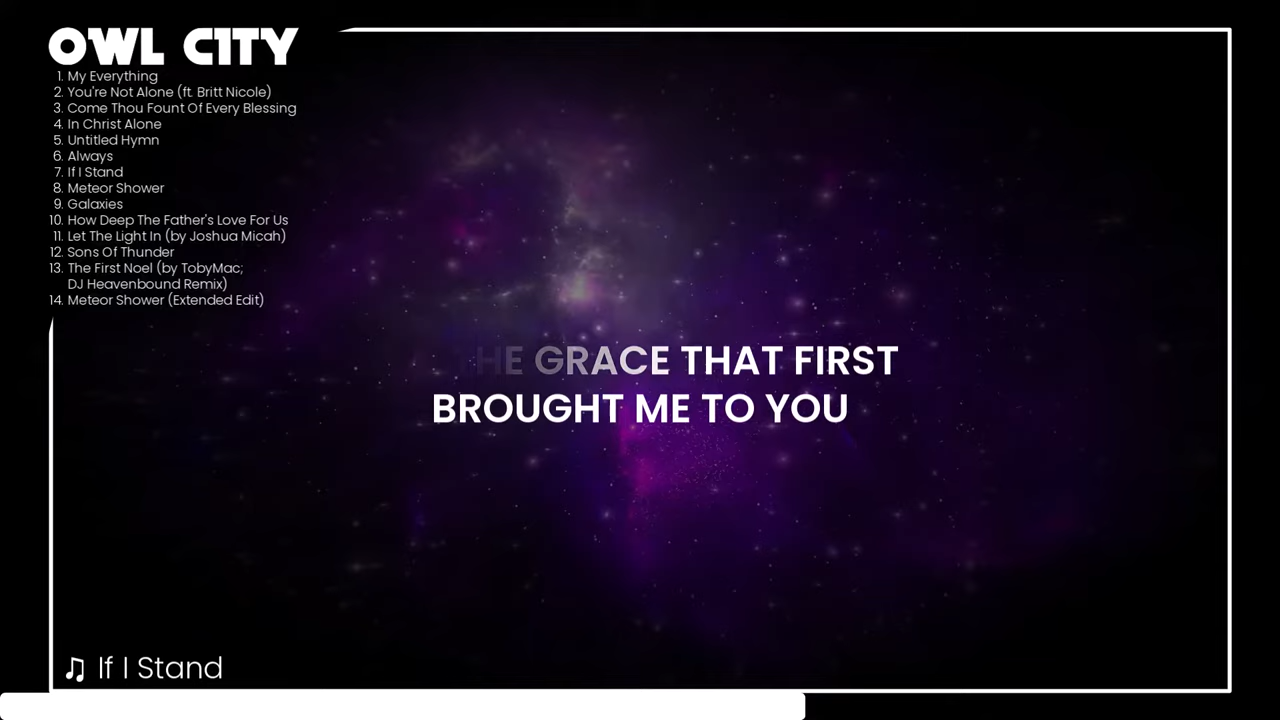 OWL CITY
1. My Everything
2. You're Not Alone (ft. Britt Nicole)
3. Come Thou Fount Of Every Blessing
4. In Christ Alone
5. Untitled Hymn
6. Always
7. If I Stand
8. Meteor Shower
9. Galaxies
10. How Deep The Father's Love For Us
11. Let The Light In (by Joshua Micah)
12. Sons Of Thunder
13. The First Noel (by TobyMac;
DJ Heavenbound Remix)
14. Meteor Shower (Extended Edit)
THE GRACE THAT FIRST
BROUGHT ME TO YOU
♫ If I Stand